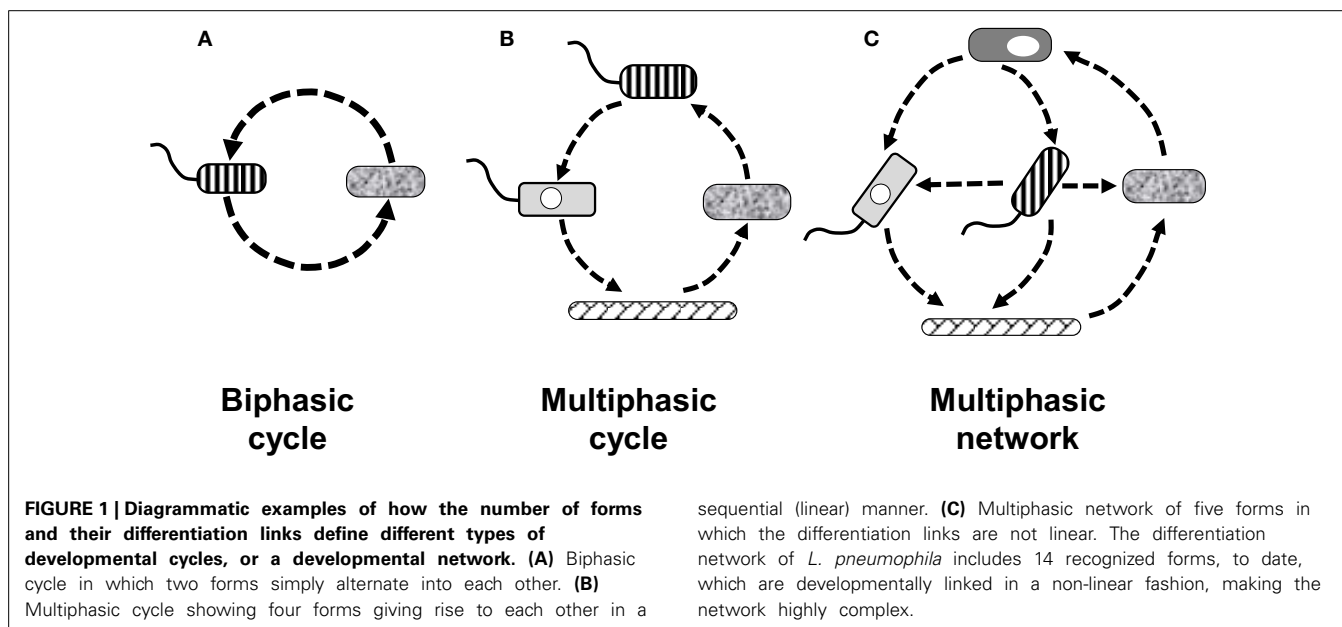 A
B
C
Biphasic
cycle
Multiphasic
cycle
Multiphasic
network
FIGURE 1 | Diagrammatic examples of how the number of forms
and their differentiation links define different types of
developmental cycles, or a developmental network. (A) Biphasic
cycle in which two forms simply alternate into each other. (B)
Multiphasic cycle showing four forms giving rise to each other in a
sequential (linear) manner. (C) Multiphasic network of five forms in
which the differentiation links are not linear. The differentiation
network of L. pneumophila includes 14 recognized forms, to date,
which are developmentally linked in a non-linear fashion, making the
network highly complex.